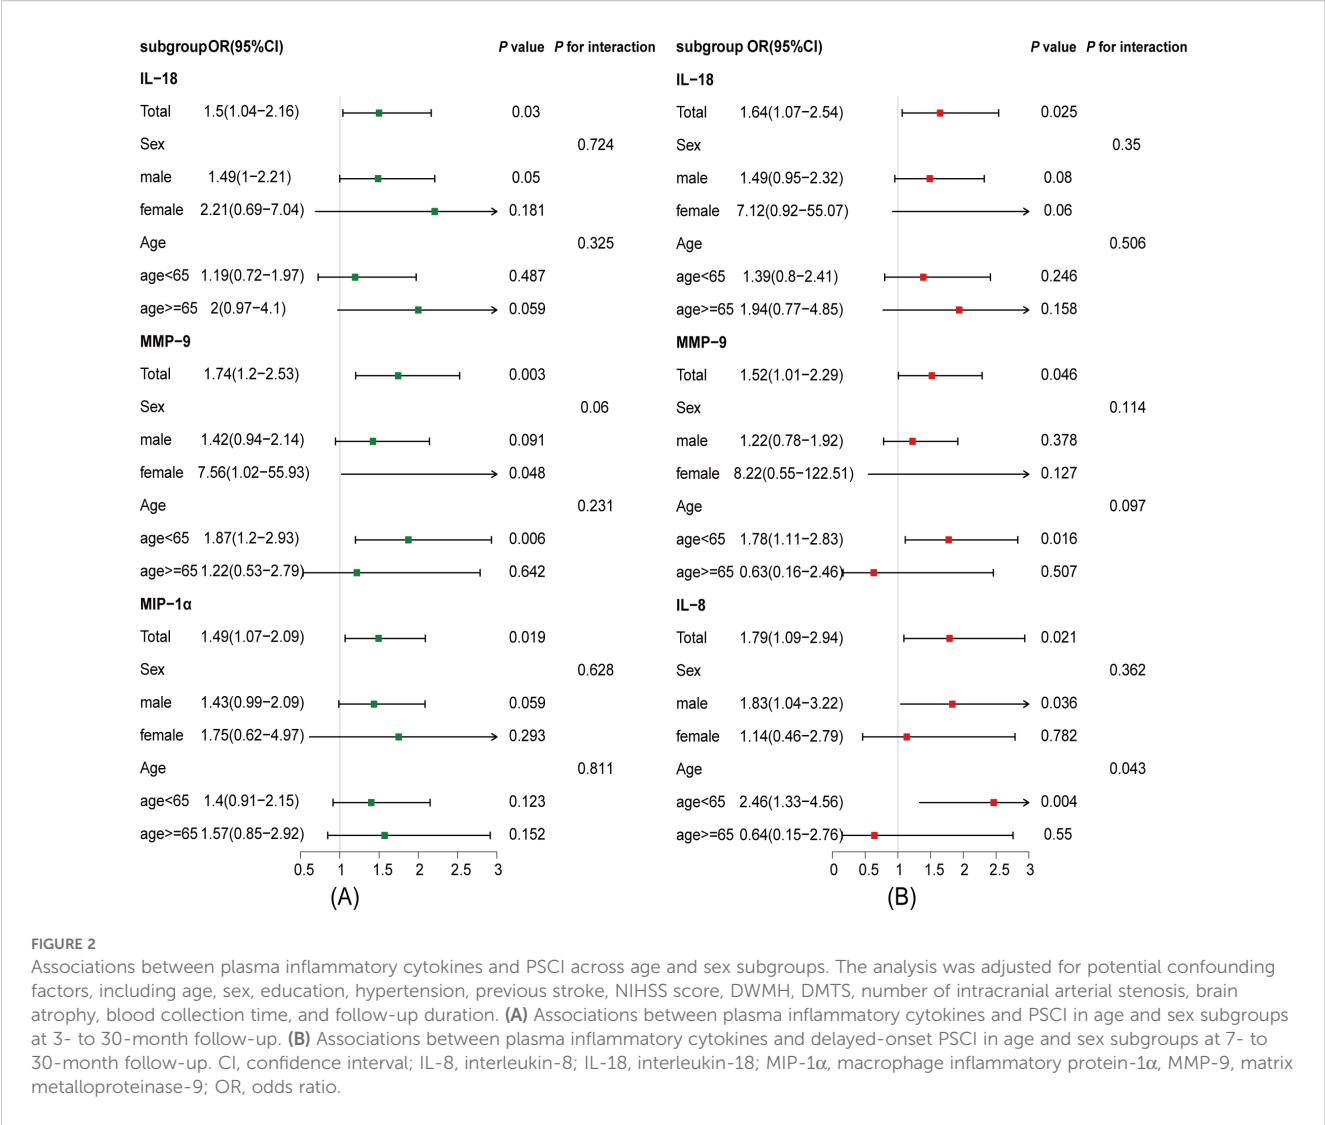 subgroupOR(95%CI) P value P for interaction
IL−18
Total 1.5(1.04−2.16) 0.03
Sex 0.724
male 1.49(1−2.21) 0.05
female 2.21(0.69−7.04) 0.181
Age 0.325
age<65 1.19(0.72−1.97) 0.487
age>=65 2(0.97−4.1) 0.059
MMP−9
Total 1.74(1.2−2.53) 0.003
Sex 0.06
male 1.42(0.94−2.14) 0.091
female 7.56(1.02−55.93) 0.048
Age 0.231
age<65 1.87(1.2−2.93) 0.006
age>=65 1.22(0.53−2.79) 0.642
MIP−1α
Total 1.49(1.07−2.09) 0.019
Sex 0.628
male 1.43(0.99−2.09) 0.059
female 1.75(0.62−4.97) 0.293
Age 0.811
age<65 1.4(0.91−2.15) 0.123
age>=65 1.57(0.85−2.92) 0.152
0.5 1 1.5 2 2.5 3
(A)
subgroup OR(95%CI) P value P for interaction
IL−18
Total 1.64(1.07−2.54) 0.025
Sex 0.35
male 1.49(0.95−2.32) 0.08
female 7.12(0.92−55.07) 0.06
Age 0.506
age<65 1.39(0.8−2.41) 0.246
age>=65 1.94(0.77−4.85) 0.158
MMP−9
Total 1.52(1.01−2.29) 0.046
Sex 0.114
male 1.22(0.78−1.92) 0.378
female 8.22(0.55−122.51) 0.127
Age 0.097
age<65 1.78(1.11−2.83) 0.016
age>=65 0.63(0.16−2.46) 0.507
IL−8
Total 1.79(1.09−2.94) 0.021
Sex 0.362
male 1.83(1.04−3.22) 0.036
female 1.14(0.46−2.79) 0.782
Age 0.043
age<65 2.46(1.33−4.56) 0.004
age>=65 0.64(0.15−2.76) 0.55
0 0.5 1 1.5 2 2.5 3
(B)
FIGURE 2
Associations between plasma inflammatory cytokines and PSCI across age and sex subgroups. The analysis was adjusted for potential confounding
factors, including age, sex, education, hypertension, previous stroke, NIHSS score, DWMH, DMTS, number of intracranial arterial stenosis, brain
atrophy, blood collection time, and follow-up duration. (A) Associations between plasma inflammatory cytokines and PSCI in age and sex subgroups
at 3- to 30-month follow-up. (B) Associations between plasma inflammatory cytokines and delayed-onset PSCI in age and sex subgroups at 7- to
30-month follow-up. CI, confidence interval; IL-8, interleukin-8; IL-18, interleukin-18; MIP-1α, macrophage inflammatory protein-1α, MMP-9, matrix
metalloproteinase-9; OR, odds ratio.